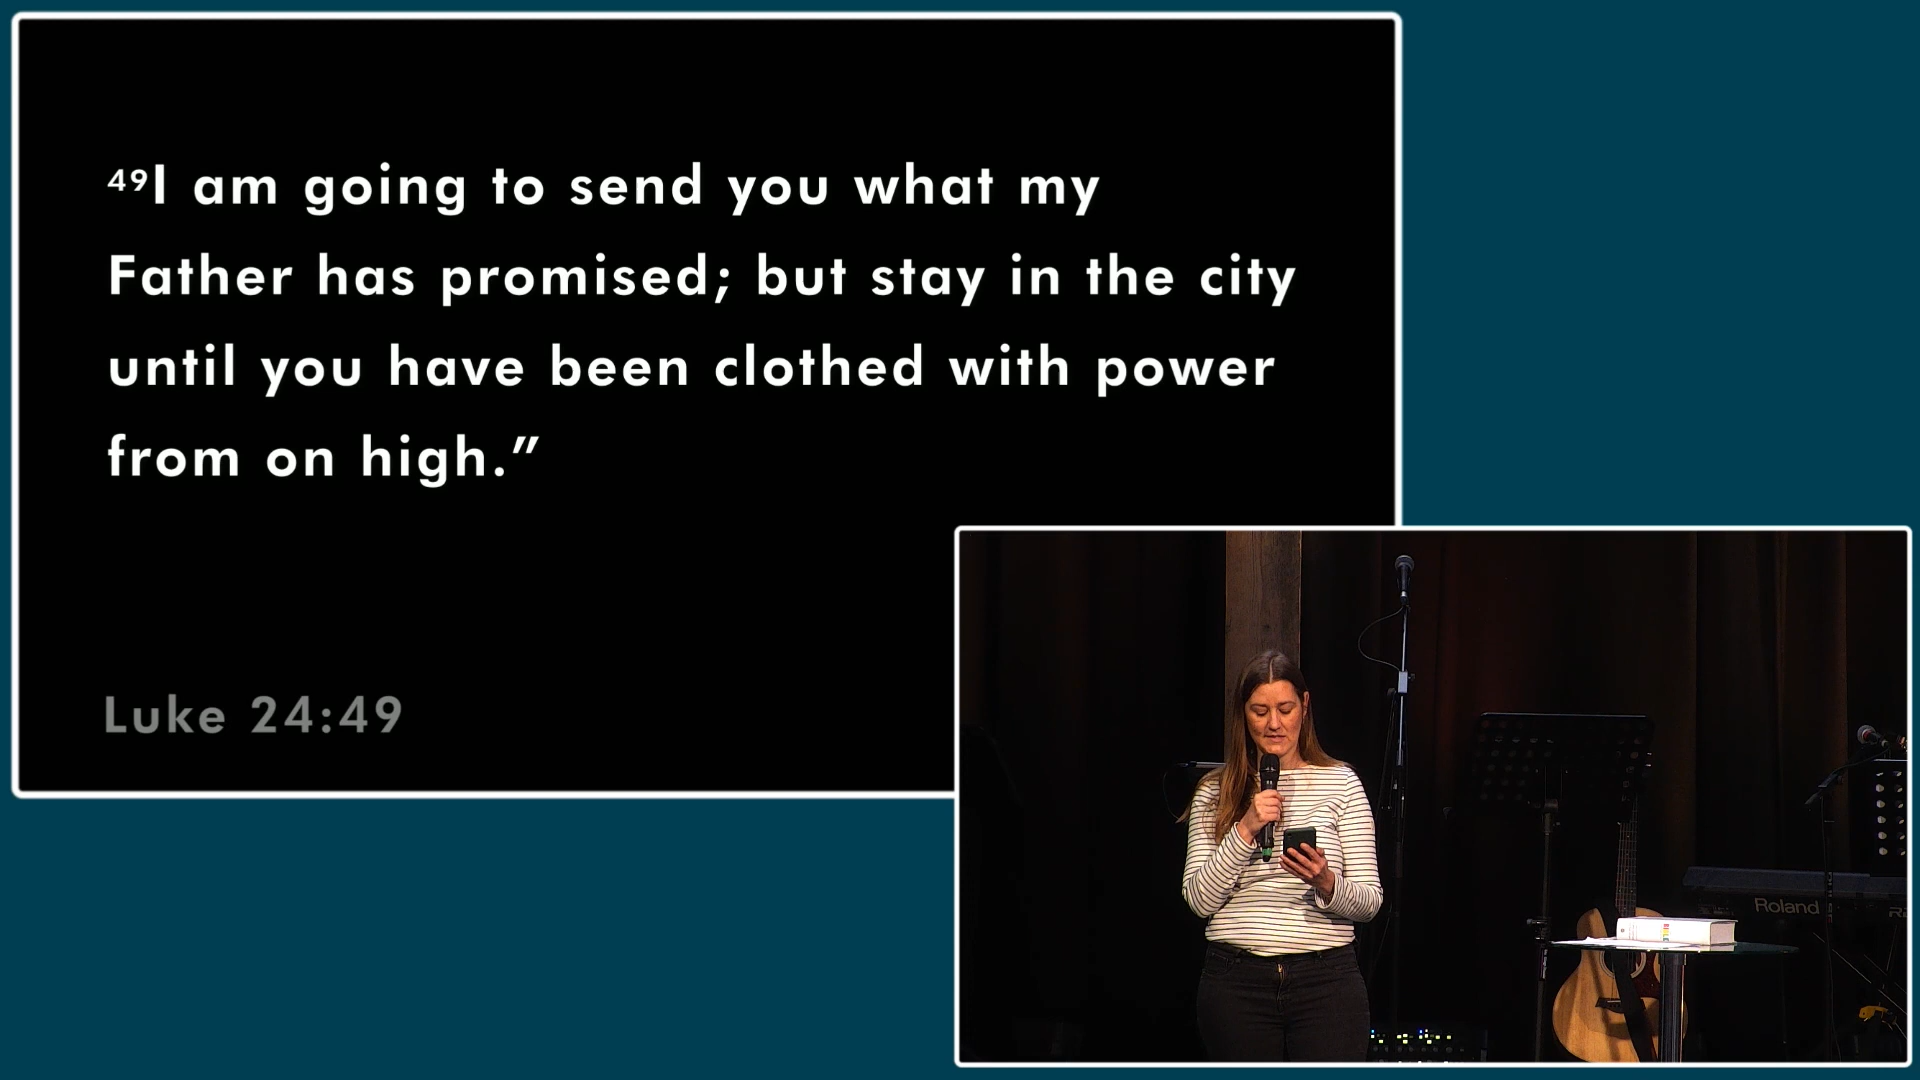 ⁴⁹I am going to send you what my
Father has promised; but stay in the city
until you have been clothed with power
from on high.”
Luke 24:49
Roland